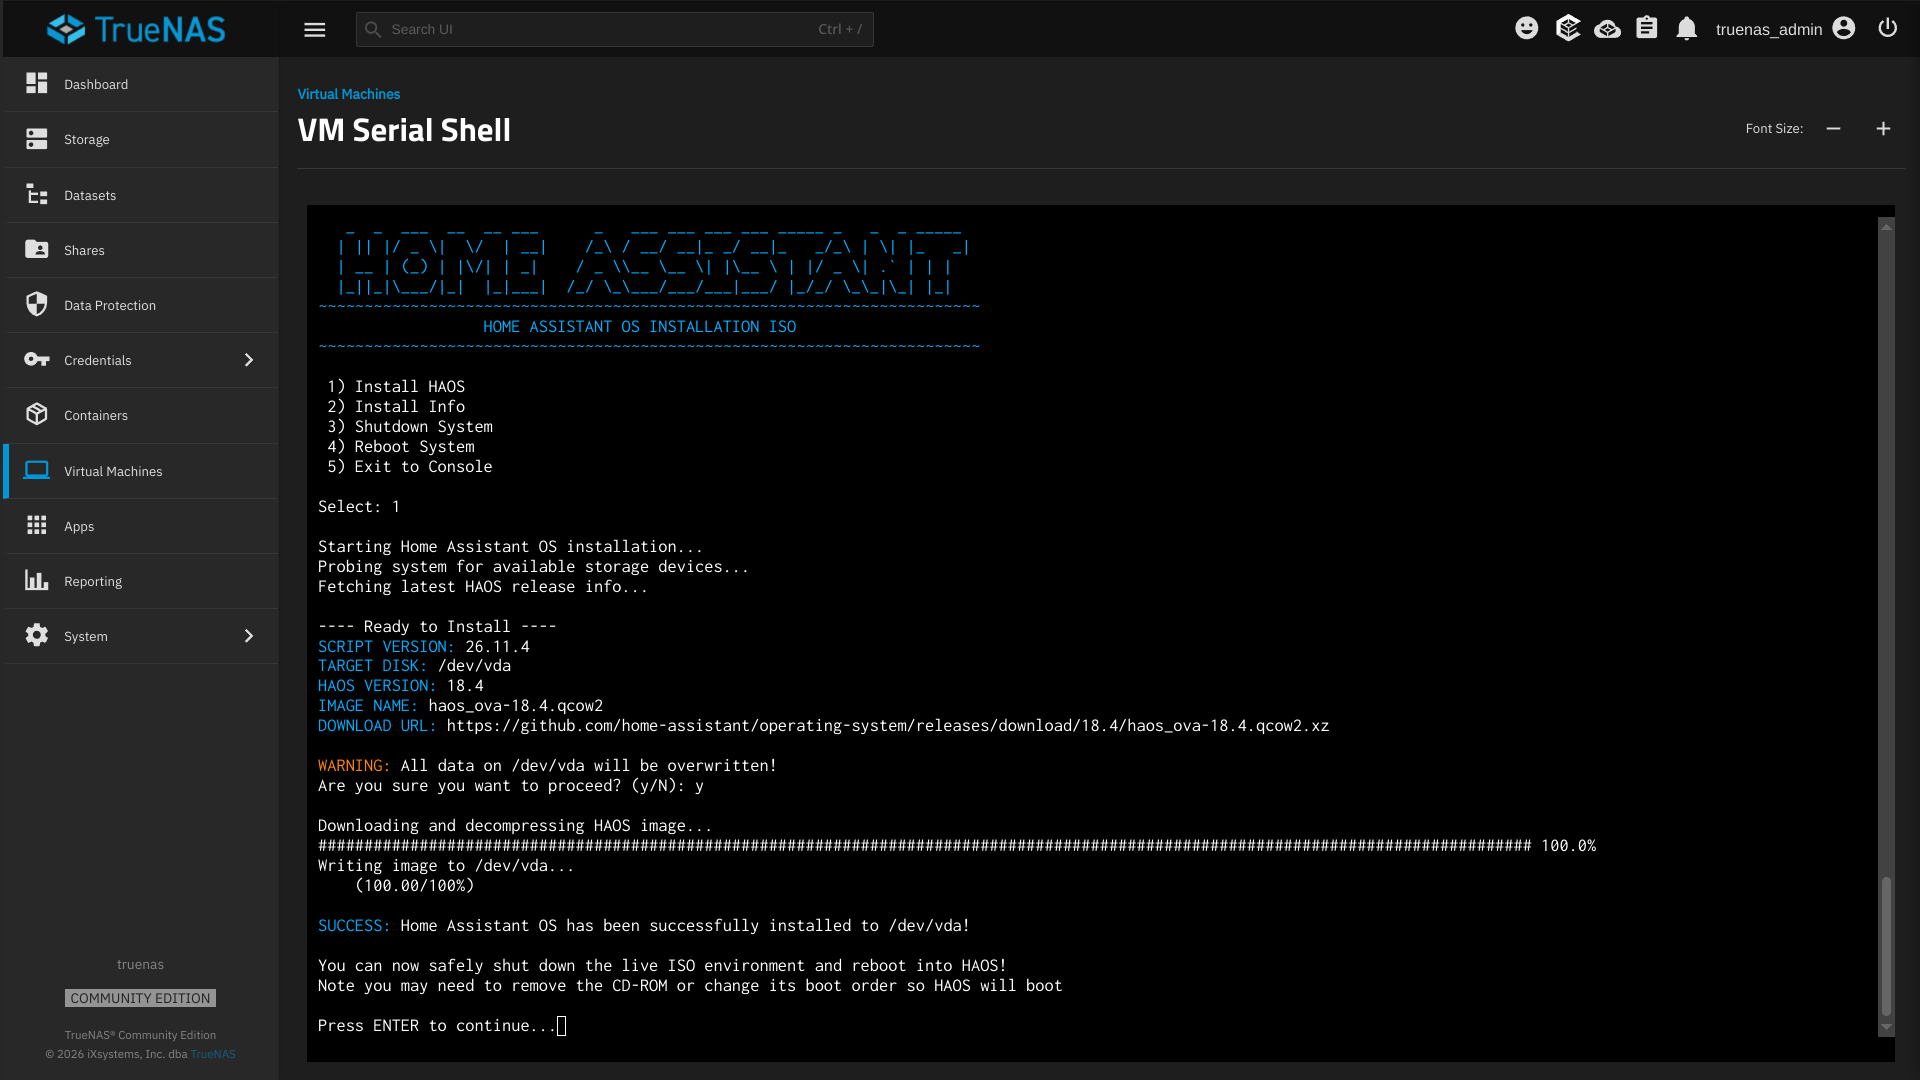 TrueNAS
Search UI
Ctrl + /
truenas_admin
Dashboard
Storage
Datasets
Shares
Data Protection
Credentials
Containers
Virtual Machines
Apps
Reporting
System
truenas
COMMUNITY EDITION
TrueNAS® Community Edition
© 2026 iXsystems, Inc. dba TrueNAS
Virtual Machines
VM Serial Shell
Font Size:
HOME ASSISTANT
HOME ASSISTANT OS INSTALLATION ISO
1) Install HAOS
2) Install Info
3) Shutdown System
4) Reboot System
5) Exit to Console
Select: 1
Starting Home Assistant OS installation...
Probing system for available storage devices...
Fetching latest HAOS release info...
---- Ready to Install ----
SCRIPT VERSION: 26.11.4
TARGET DISK: /dev/vda
HAOS VERSION: 18.4
IMAGE NAME: haos_ova-18.4.qcow2
DOWNLOAD URL: https://github.com/home-assistant/operating-system/releases/download/18.4/haos_ova-18.4.qcow2.xz
WARNING: All data on /dev/vda will be overwritten!
Are you sure you want to proceed? (y/N): y
Downloading and decompressing HAOS image...
#################################################################################################################################### 100.0%
Writing image to /dev/vda...
(100.00/100%)
SUCCESS: Home Assistant OS has been successfully installed to /dev/vda!
You can now safely shut down the live ISO environment and reboot into HAOS!
Note you may need to remove the CD-ROM or change its boot order so HAOS will boot
Press ENTER to continue...